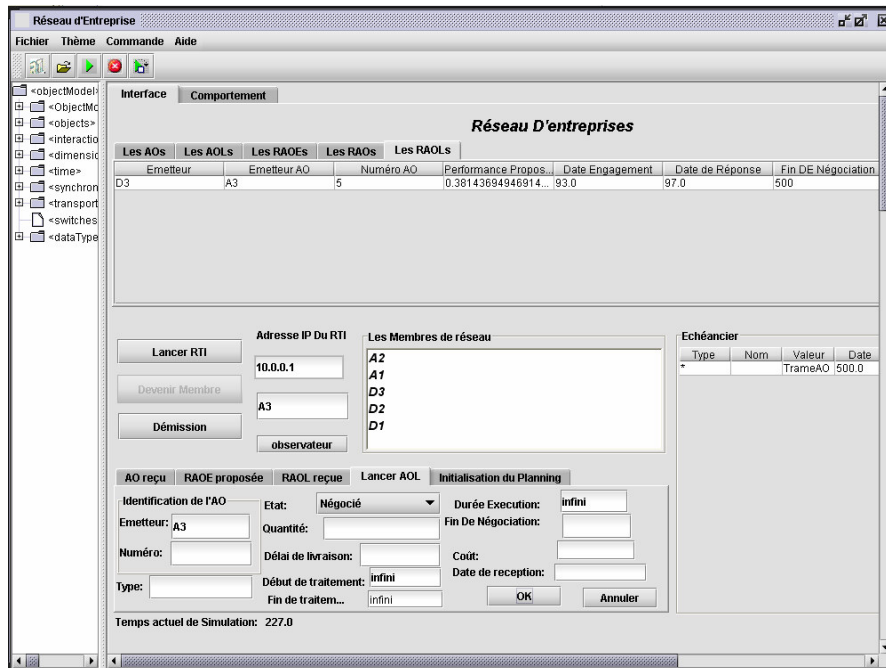 Réseau d'Entreprise
Fichier Thème Commande Aide
<objectModel>
<ObjectMo
<objects>
<interactio
<dimensio
<time>
<synchron
<transport
<switches
<dataType
Interface Comportement
Réseau D'entreprises
Les AOs Les AOLs Les RAOEs Les RAOs Les RAOLs
Emetteur Emetteur AO Numéro AO Performance Propos... Date Engagement Date de Réponse Fin DE Négociation
D3 A3 5 0.38143694946914... 93.0 97.0 500
Lancer RTI
Devenir Membre
Démission
Adresse IP Du RTI
10.0.0.1
A3
observateur
Les Membres de réseau
A2
A1
D3
D2
D1
Echéancier
Type Nom Valeur Date
* TrameAO 500.0
AO reçu RAOE proposée RAOL reçue Lancer AOL Initialisation du Planning
Identification de l'AO
Emetteur: A3
Numéro:
Type:
Etat: Négocié
Quantité:
Délai de livraison:
Début de traitement: infini
Fin de traitem... infini
Durée Execution: infini
Fin De Négociation:
Coût:
Date de reception:
OK Annuler
Temps actuel de Simulation: 227.0